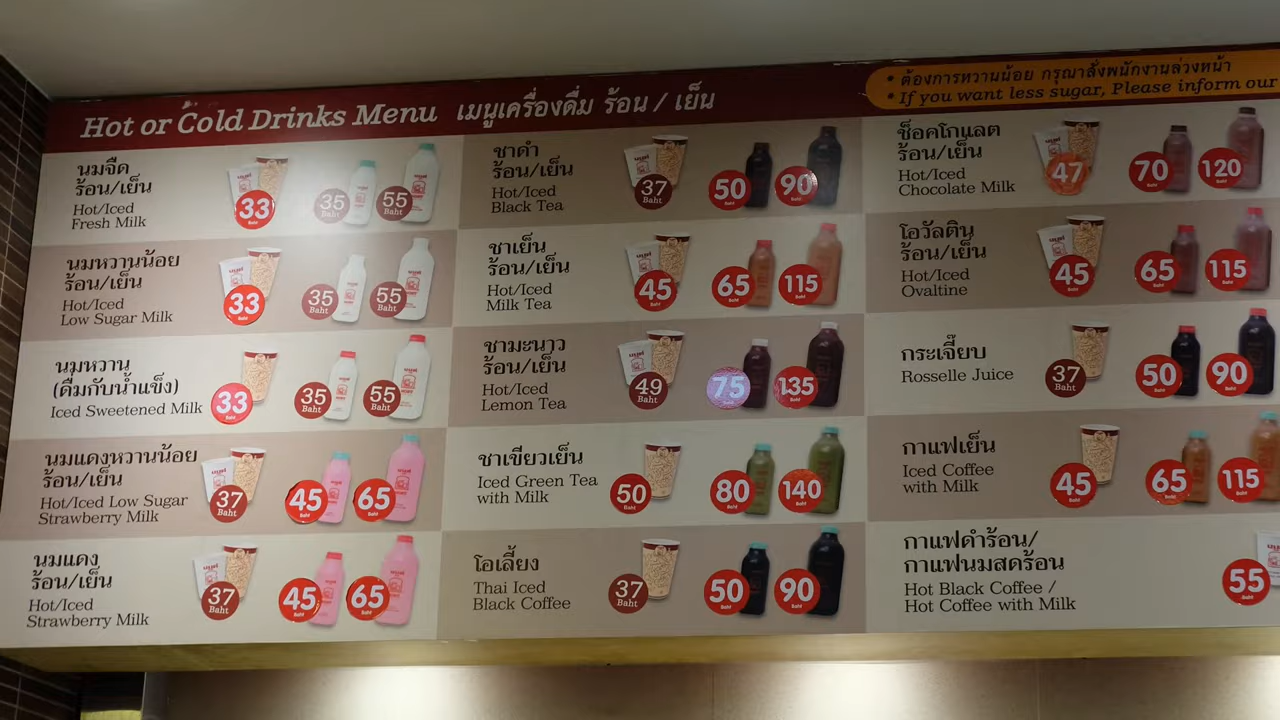 Hot or Cold Drinks Menu เมนูเครื่องดื่ม ร้อน / เย็น
• ต้องการหวานน้อย กรุณาสั่งพนักงานล่วงหน้า
• If you want less sugar, Please inform our
นมจืด
ร้อน/เย็น
Hot/Iced
Fresh Milk
33 Baht
35 Baht
55 Baht
นมหวานน้อย
ร้อน/เย็น
Hot/Iced
Low Sugar Milk
33 Baht
35 Baht
55 Baht
นมหวาน
(ดื่มกับน้ำแข็ง)
Iced Sweetened Milk
33 Baht
35 Baht
55 Baht
นมแดงหวานน้อย
ร้อน/เย็น
Hot/Iced Low Sugar
Strawberry Milk
37 Baht
45 Baht
65 Baht
นมแดง
ร้อน/เย็น
Hot/Iced
Strawberry Milk
37 Baht
45 Baht
65 Baht
ชาดำ
ร้อน/เย็น
Hot/Iced
Black Tea
37 Baht
50 Baht
90 Baht
ชาเย็น
ร้อน/เย็น
Hot/Iced
Milk Tea
45 Baht
65 Baht
115 Baht
ชามะนาว
ร้อน/เย็น
Hot/Iced
Lemon Tea
49 Baht
75 Baht
135 Baht
ชาเขียวเย็น
Iced Green Tea
with Milk
50 Baht
80 Baht
140 Baht
โอเลี้ยง
Thai Iced
Black Coffee
37 Baht
50 Baht
90 Baht
ช็อคโกแลต
ร้อน/เย็น
Hot/Iced
Chocolate Milk
47 Baht
70 Baht
120 Baht
โอวัลติน
ร้อน/เย็น
Hot/Iced
Ovaltine
45 Baht
65 Baht
115 Baht
กระเจี๊ยบ
Rosselle Juice
37 Baht
50 Baht
90 Baht
กาแฟเย็น
Iced Coffee
with Milk
45 Baht
65 Baht
115 Baht
กาแฟดำร้อน/
กาแฟนมสดร้อน
Hot Black Coffee /
Hot Coffee with Milk
55 Baht